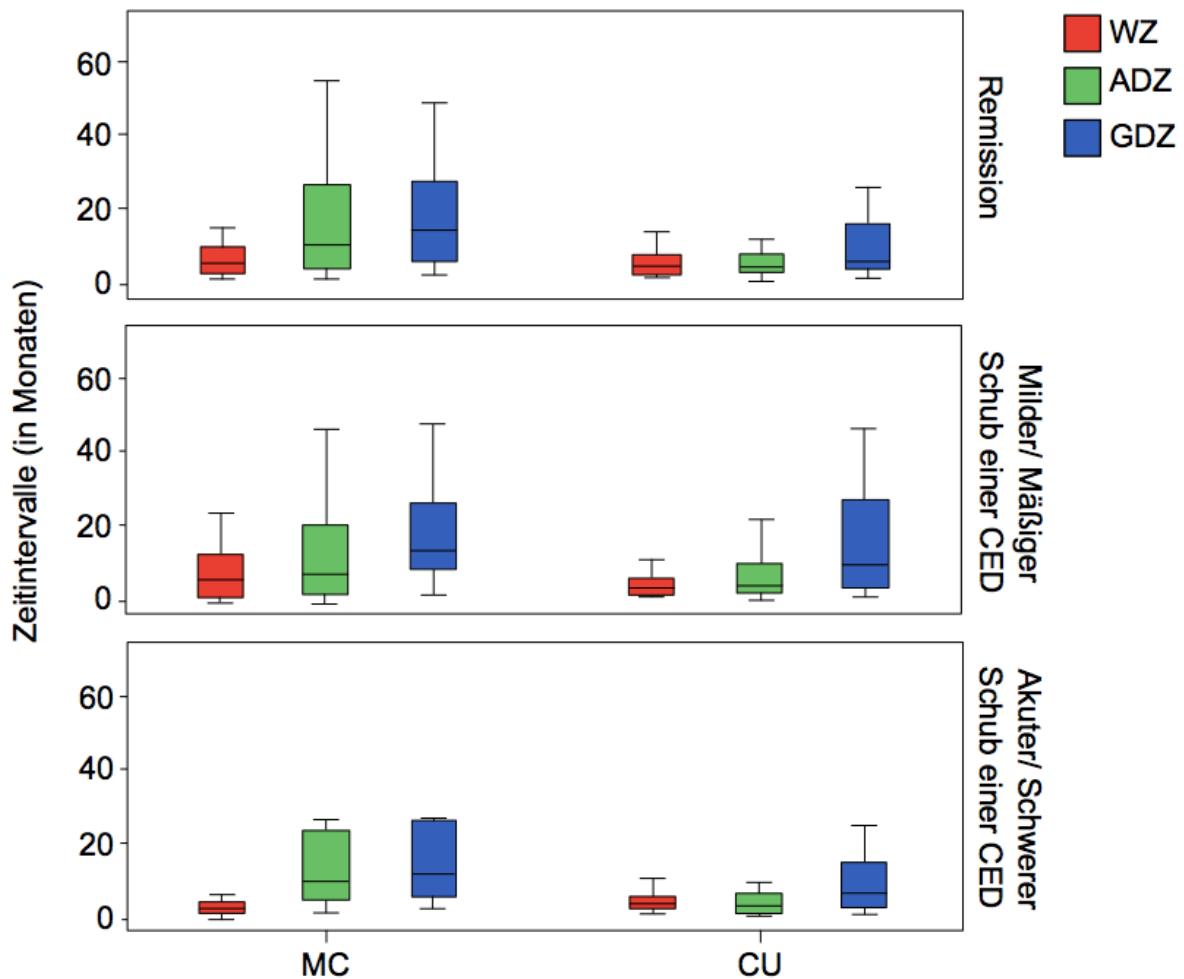 WZ
ADZ
GDZ
Zeitintervalle (in Monaten)
60
40
20
0
Remission
60
40
20
0
Milder/ Mäßiger
Schub einer CED
60
40
20
0
Akuter/ Schwerer
Schub einer CED
MC
CU